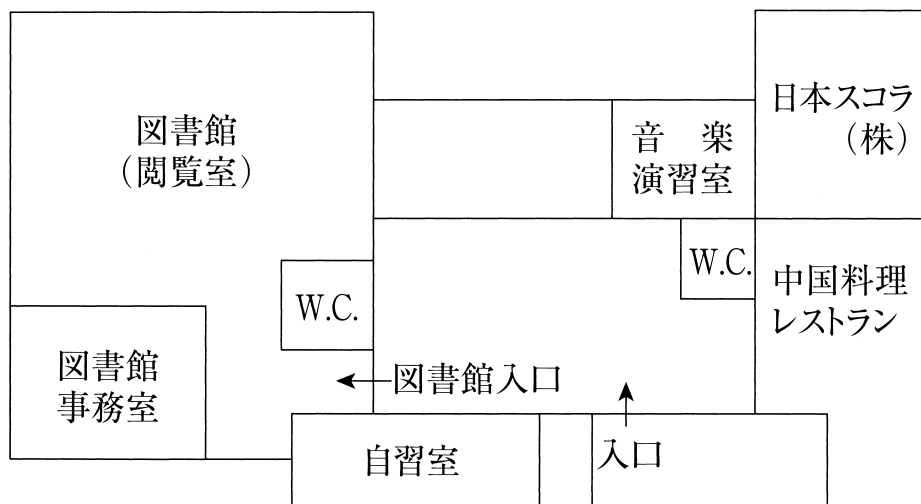 図書館
（閲覧室）
音 楽
演習室
日本スコラ
（株）
W.C.
W.C.
中国料理
レストラン
図書館
事務室
図書館入口
自習室
入口